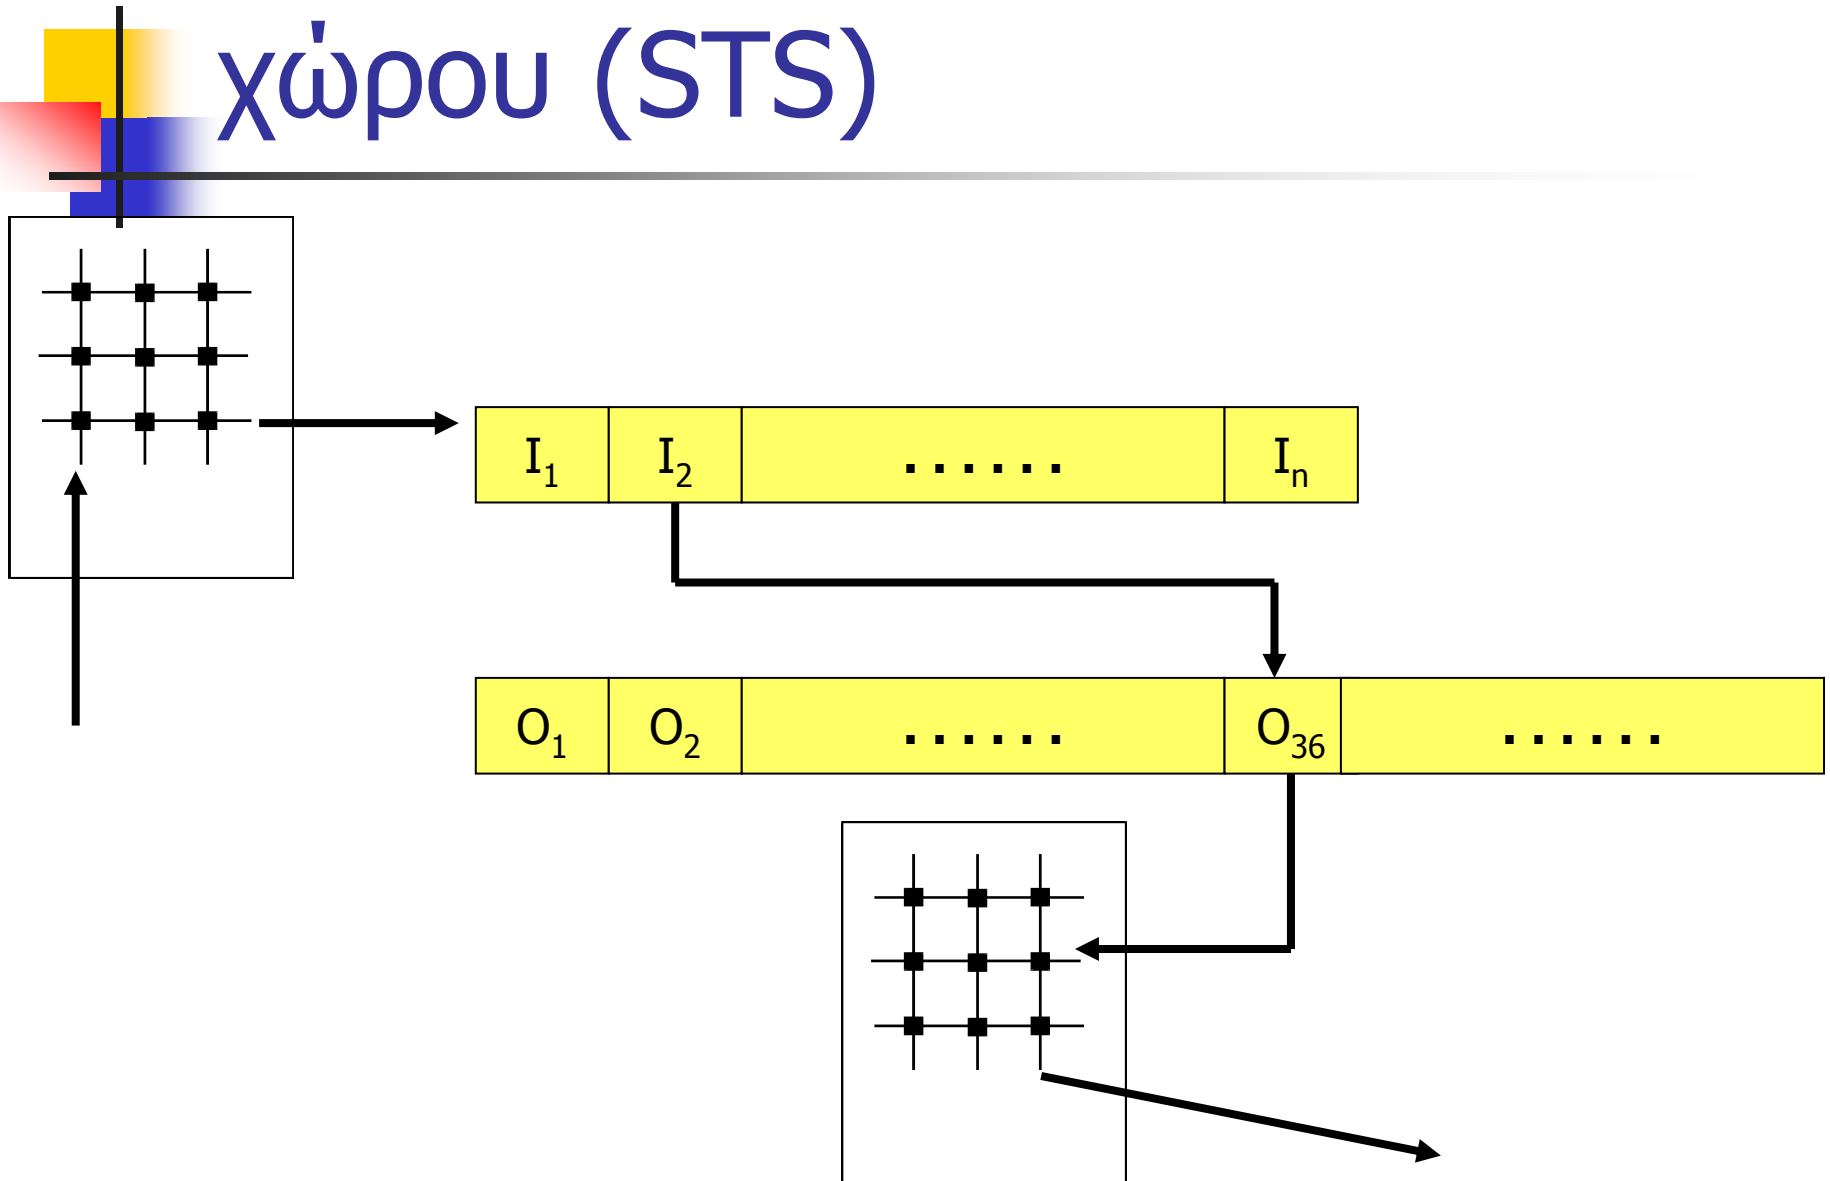 χώρου (STS)
I₁ I₂ ...... Iₙ
O₁ O₂ ...... O₃₆ ......